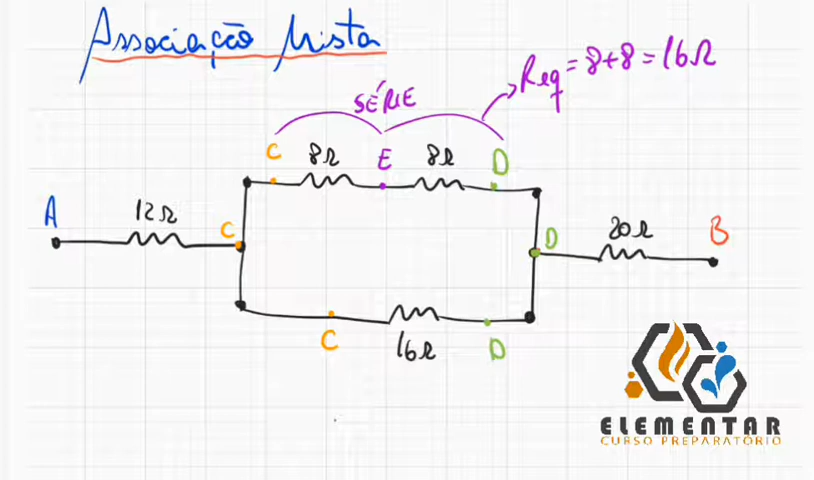 Associação Mista
Req = 8+8 = 16Ω
SÉRIE
C 8Ω E 8Ω D
A 12Ω C D 20Ω B
C 16Ω D
ELEMENTAR
CURSO PREPARATÓRIO